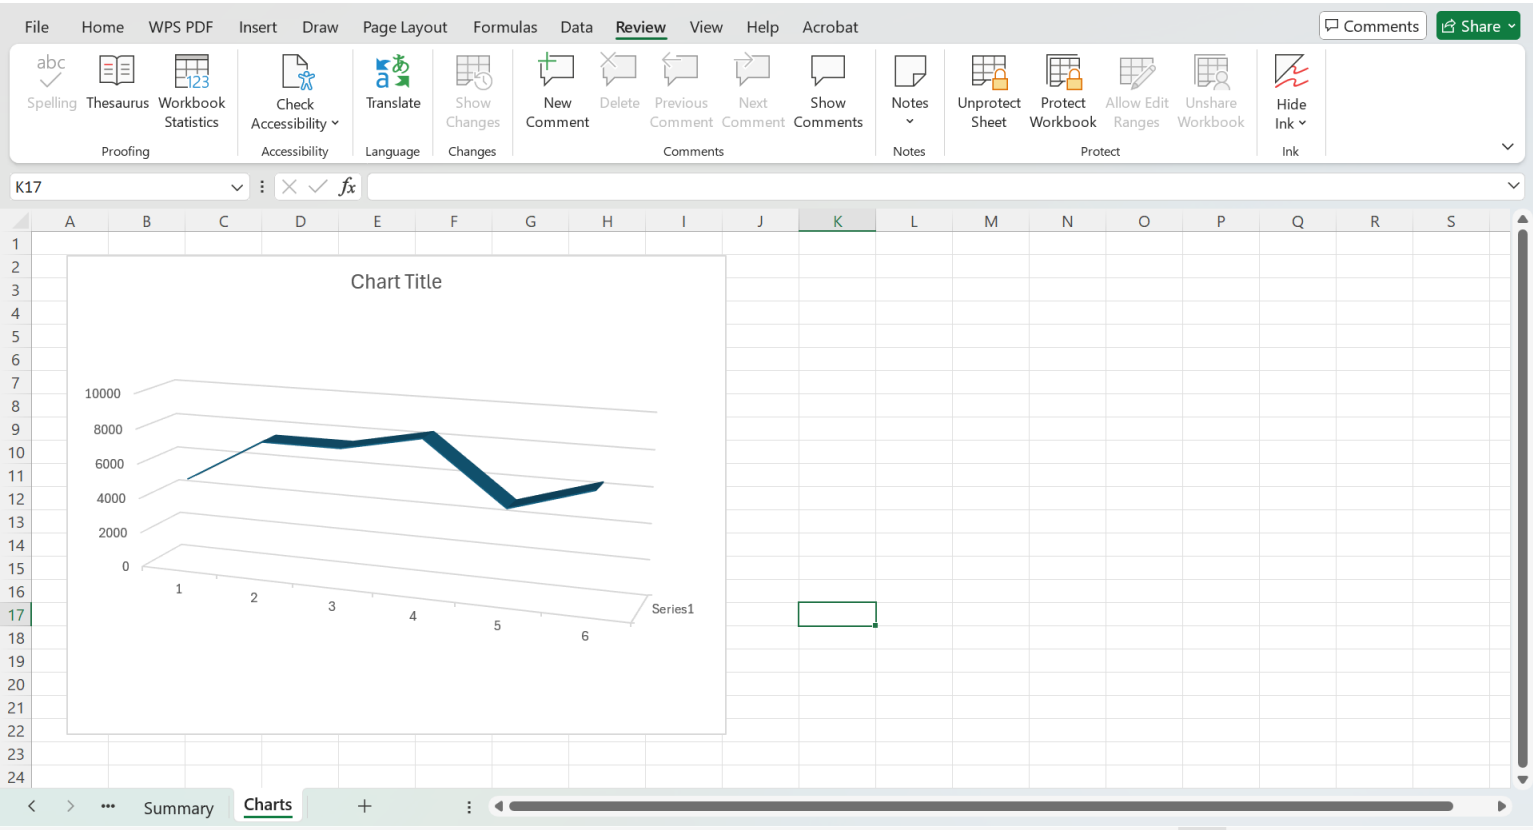 File Home WPS PDF Insert Draw Page Layout Formulas Data Review View Help Acrobat Comments Share
abc
Spelling Thesaurus Workbook Statistics
123
Proofing
Check Accessibility
Accessibility
a あ
Translate
Language
Show Changes
Changes
New Comment Delete Previous Comment Next Comment Show Comments
Comments
Notes
Notes
Unprotect Sheet Protect Workbook Allow Edit Ranges Unshare Workbook
Protect
Hide Ink
Ink
K17 fx
A B C D E F G H I J K L M N O P Q R S
1
2
3
4
5
6
7
8
9
10
11
12
13
14
15
16
17
18
19
20
21
22
23
24
Chart Title
10000
8000
6000
4000
2000
0
1 2 3 4 5 6
Series1
Summary Charts